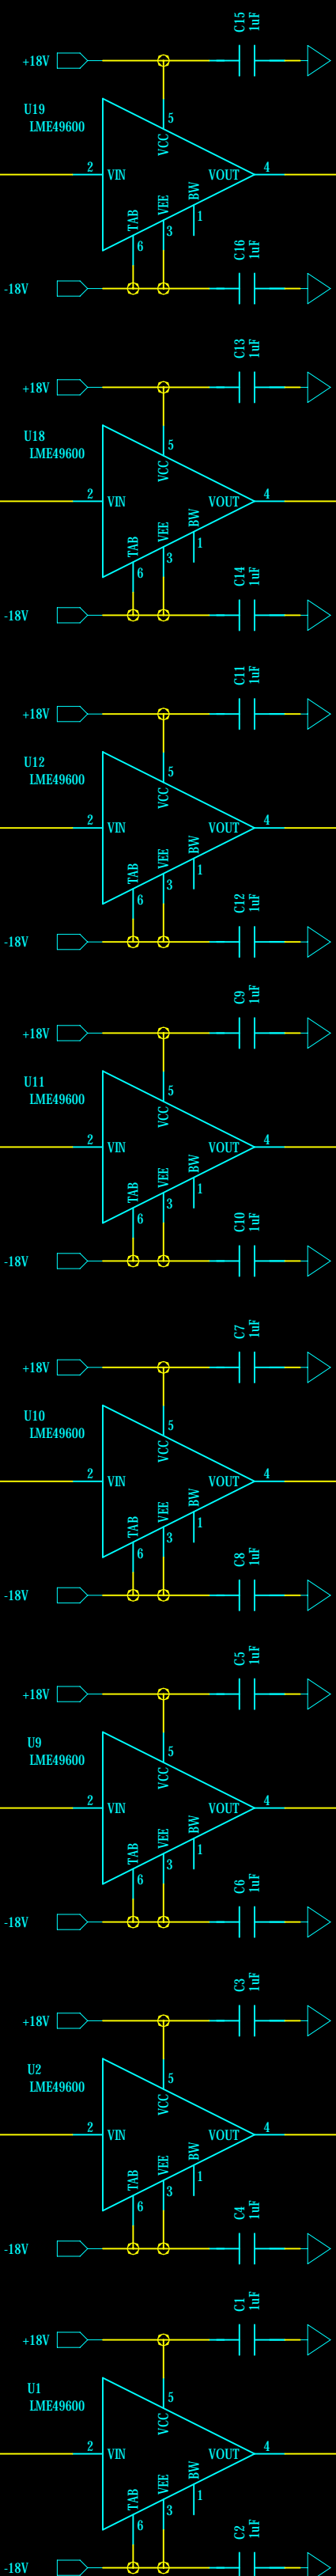 C15
1uF
+18V
U19
LME49600
5
VCC
2
VIN
VOUT
4
BW
1
TAB
6
VEE
3
C16
1uF
-18V
C13
1uF
+18V
U18
LME49600
5
VCC
2
VIN
VOUT
4
BW
1
TAB
6
VEE
3
C14
1uF
-18V
C11
1uF
+18V
U12
LME49600
5
VCC
2
VIN
VOUT
4
BW
1
TAB
6
VEE
3
C12
1uF
-18V
C9
1uF
+18V
U11
LME49600
5
VCC
2
VIN
VOUT
4
BW
1
TAB
6
VEE
3
C10
1uF
-18V
C7
1uF
+18V
U10
LME49600
5
VCC
2
VIN
VOUT
4
BW
1
TAB
6
VEE
3
C8
1uF
-18V
C5
1uF
+18V
U9
LME49600
5
VCC
2
VIN
VOUT
4
BW
1
TAB
6
VEE
3
C6
1uF
-18V
C3
1uF
+18V
U2
LME49600
5
VCC
2
VIN
VOUT
4
BW
1
TAB
6
VEE
3
C4
1uF
-18V
C1
1uF
+18V
U1
LME49600
5
VCC
2
VIN
VOUT
4
BW
1
TAB
6
VEE
3
C2
1uF
-18V